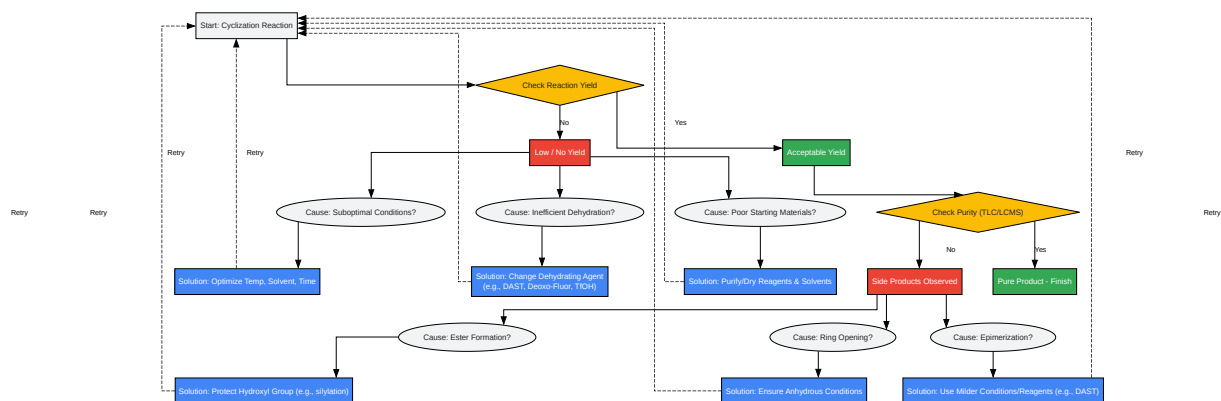 Start: Cyclization Reaction
Check Reaction Yield
No
Yes
Low / No Yield
Acceptable Yield
Retry
Retry
Retry
Retry
Retry
Retry
Cause: Suboptimal Conditions?
Cause: Inefficient Dehydration?
Cause: Poor Starting Materials?
Check Purity (TLC/LCMS)
No
Yes
Solution: Optimize Temp, Solvent, Time
Solution: Change Dehydrating Agent
(e.g., DAST, Deoxo-Fluor, TIOH)
Solution: Purify/Dry Reagents & Solvents
Side Products Observed
Pure Product - Finish
Cause: Ester Formation?
Cause: Ring Opening?
Cause: Epimerization?
Solution: Protect Hydroxyl Group (e.g., silylation)
Solution: Ensure Anhydrous Conditions
Solution: Use Milder Conditions/Reagents (e.g., DAST)